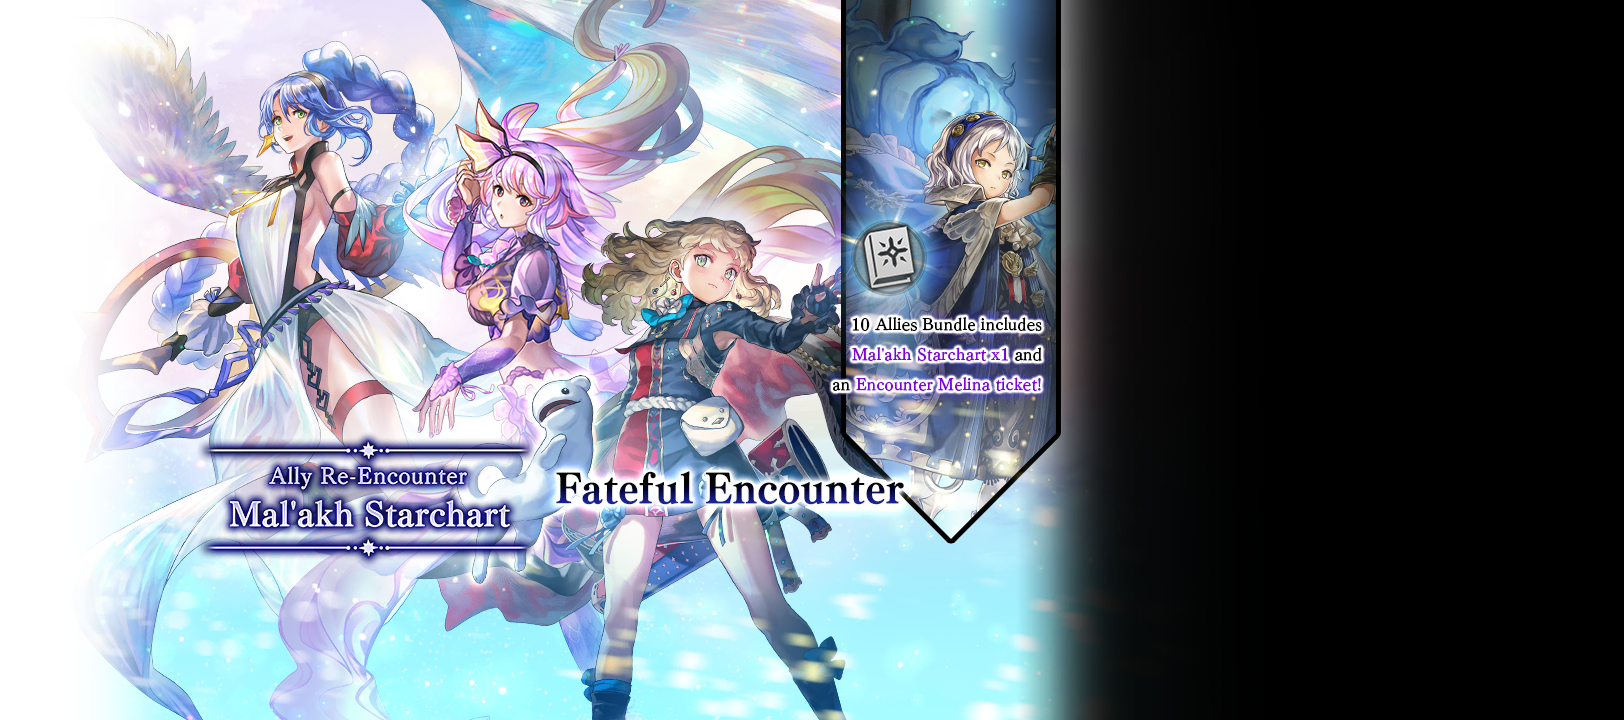 10 Allies Bundle includes
Mal'akh Starchart x1 and
an Encounter Melina ticket!
Ally Re-Encounter
Mal'akh Starchart
Fateful Encounter